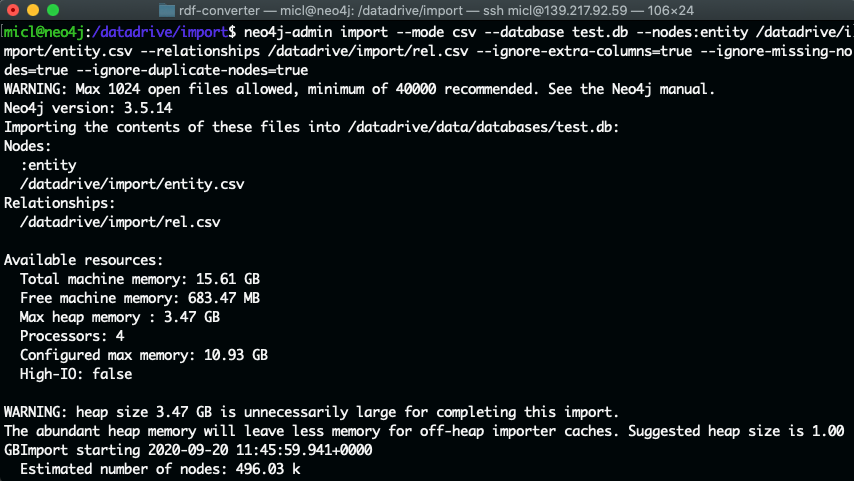 rdf-converter — micl@neo4j: /datadrive/import — ssh micl@139.217.92.59 — 106×24
[micl@neo4j:/datadrive/import$ neo4j-admin import --mode csv --database test.db --nodes:entity /datadrive/i
mport/entity.csv --relationships /datadrive/import/rel.csv --ignore-extra-columns=true --ignore-missing-no
des=true --ignore-duplicate-nodes=true
WARNING: Max 1024 open files allowed, minimum of 40000 recommended. See the Neo4j manual.
Neo4j version: 3.5.14
Importing the contents of these files into /datadrive/data/databases/test.db:
Nodes:
  :entity
  /datadrive/import/entity.csv
Relationships:
  /datadrive/import/rel.csv

Available resources:
  Total machine memory: 15.61 GB
  Free machine memory: 683.47 MB
  Max heap memory : 3.47 GB
  Processors: 4
  Configured max memory: 10.93 GB
  High-IO: false

WARNING: heap size 3.47 GB is unnecessarily large for completing this import.
The abundant heap memory will leave less memory for off-heap importer caches. Suggested heap size is 1.00
GBImport starting 2020-09-20 11:45:59.941+0000
  Estimated number of nodes: 496.03 k